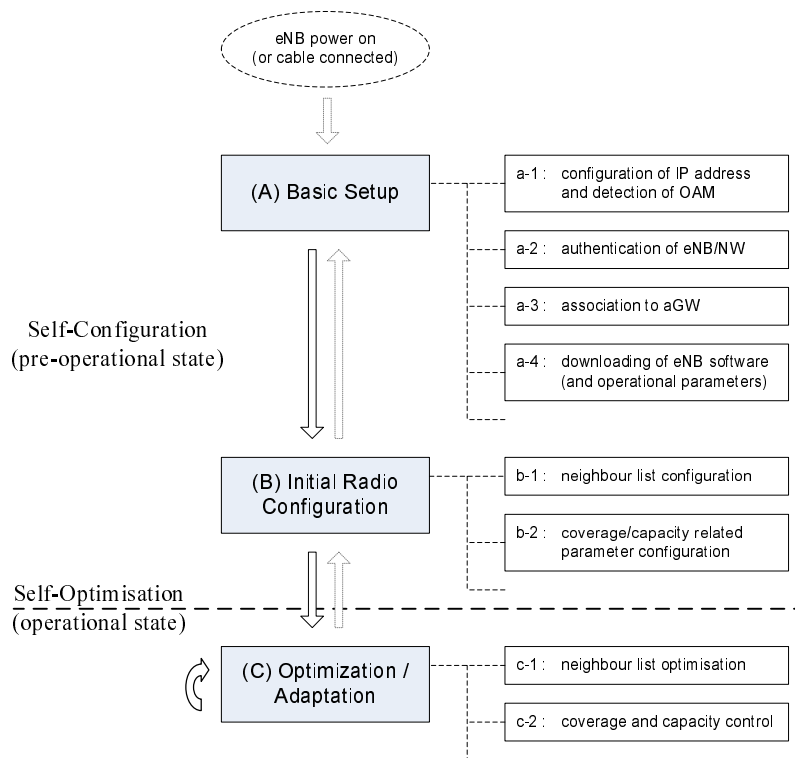 eNB power on
(or cable connected)
(A) Basic Setup
a-1 : configuration of IP address
and detection of OAM
a-2 : authentication of eNB/NW
a-3 : association to aGW
a-4 : downloading of eNB software
(and operational parameters)
Self-Configuration
(pre-operational state)
(B) Initial Radio
Configuration
b-1 : neighbour list configuration
b-2 : coverage/capacity related
parameter configuration
Self-Optimisation
(operational state)
(C) Optimization /
Adaptation
c-1 : neighbour list optimisation
c-2 : coverage and capacity control